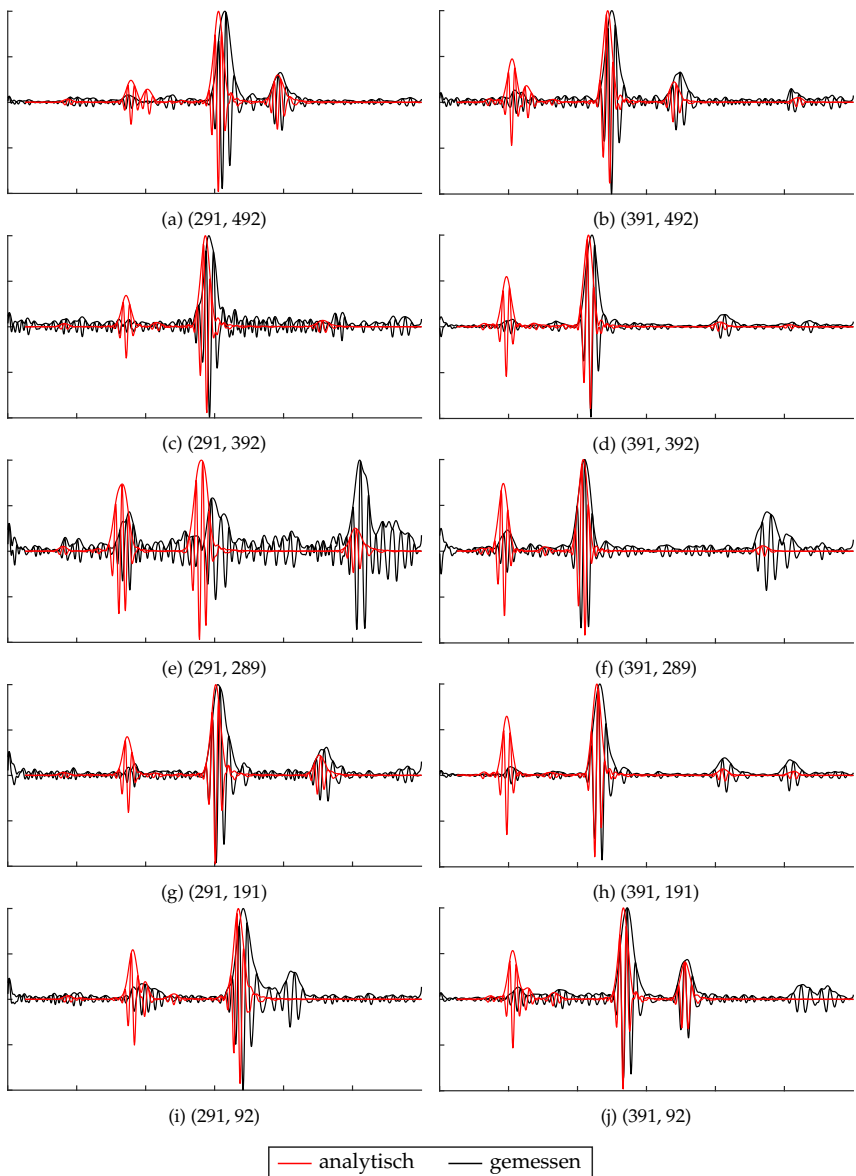 (a) (291, 492)
(b) (391, 492)
(c) (291, 392)
(d) (391, 392)
(e) (291, 289)
(f) (391, 289)
(g) (291, 191)
(h) (391, 191)
(i) (291, 92)
(j) (391, 92)
analytisch gemessen